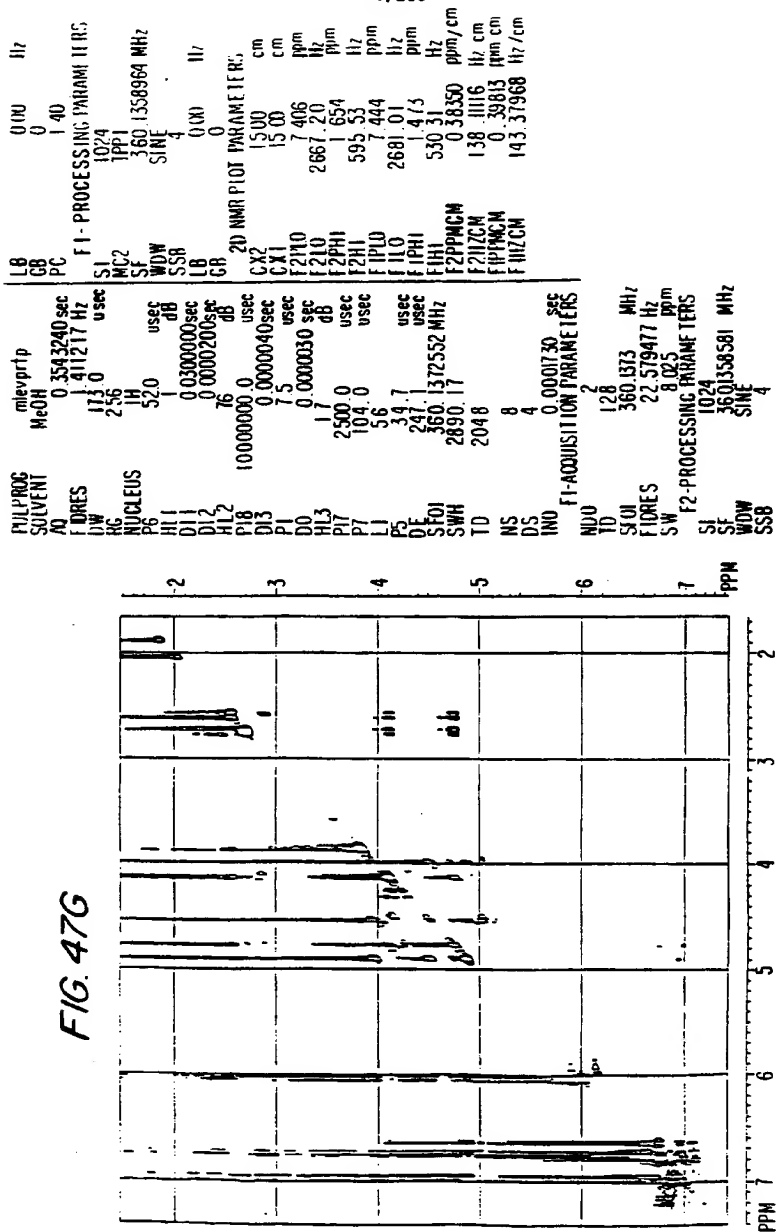 FIG. 47G
2
3
4
5
6
7
PPM
2
3
4
5
6
7
PPM
PULPROG mlevprtp
SOLVENT MeOH
AQ 0.3543240 sec
FIDRES 1.411217 Hz
DW 173.0 usec
RG 256
NUCLEUS 1H
P6 52.0 usec
HL1 1 dB
D11 0.0300000 sec
D12 0.0000200 sec
HL2 76 dB
P18 10000000.0 usec
D13 0.0000040 sec
P1 7.5 usec
D0 0.0000030 sec
HL3 17 dB
P17 2500.0 usec
P7 104.0 usec
L1 56
P5 34.7 usec
DE 247.1 usec
SFO1 360.1372552 MHz
SWH 2890.17
TD 2048
NS 8
DS 4
IN0 0.0001730 sec
F1-ACQUISITION PARAMETERS
ND0 2
TD 128
SFO1 360.1373 MHz
FIDRES 22.579477 Hz
SW 8.025 ppm
F2-PROCESSING PARAMETERS
SI 1024
SF 360.1358581 MHz
WDW SINE
SSB 4
LB 0.00 Hz
GB 0
PC 1.40
F1-PROCESSING PARAMETERS
SI 1024
MC2 TPPI
SF 360.1358964 MHz
WDW SINE
SSB 4
LB 0.00 Hz
GB 0
2D NMR PLOT PARAMETERS
CX2 15.00 cm
CX1 15.00 cm
F2PLO 7.406 ppm
F2LO 2667.20 Hz
F2PHI 1.654 ppm
F2HI 595.53 Hz
F1PLO 7.444 ppm
F1LO 2681.01 Hz
F1PHI 1.473 ppm
F1HI 530.31 Hz
F2PPMCM 0.38350 ppm/cm
F2HZCM 138.11116 Hz cm
F1PPMCM 0.39813 ppm cm
F1HZCM 143.37968 Hz/cm